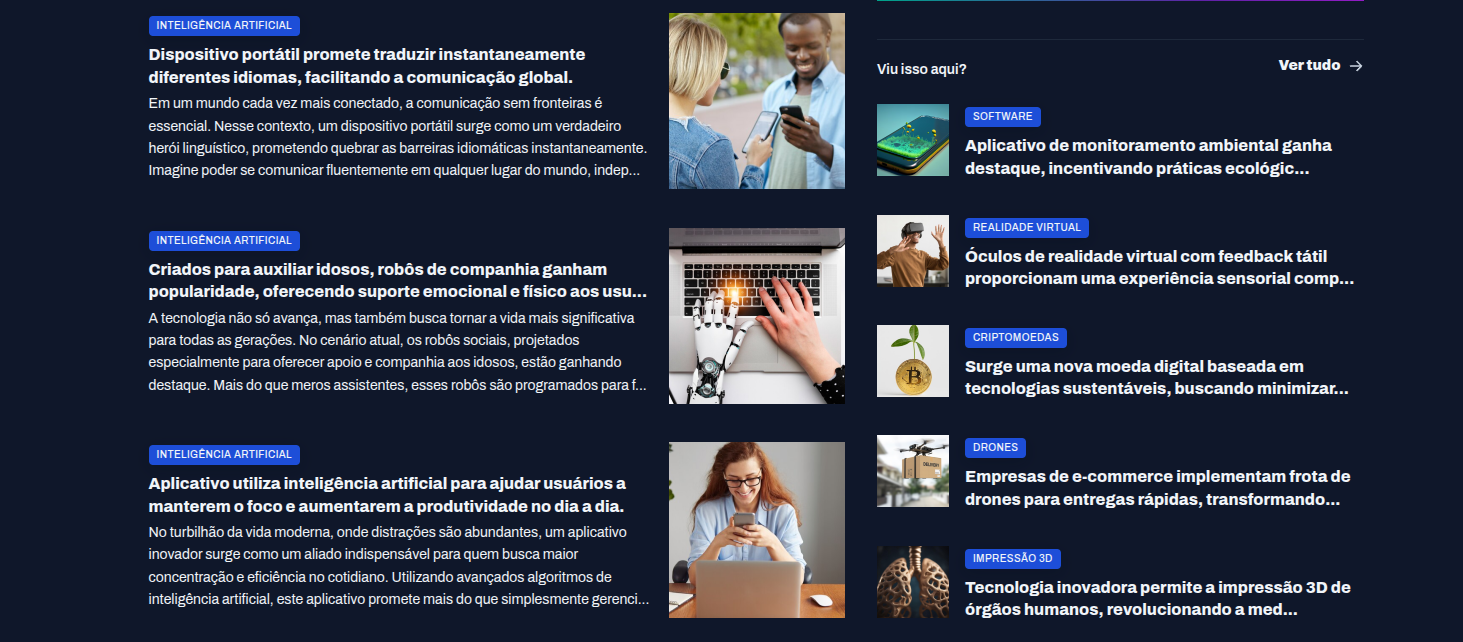 INTELIGÊNCIA ARTIFICIAL
Dispositivo portátil promete traduzir instantaneamente
diferentes idiomas, facilitando a comunicação global.
Em um mundo cada vez mais conectado, a comunicação sem fronteiras é
essencial. Nesse contexto, um dispositivo portátil surge como um verdadeiro
herói linguístico, prometendo quebrar as barreiras idiomáticas instantaneamente.
Imagine poder se comunicar fluentemente em qualquer lugar do mundo, indep...
INTELIGÊNCIA ARTIFICIAL
Criados para auxiliar idosos, robôs de companhia ganham
popularidade, oferecendo suporte emocional e físico aos usu...
A tecnologia não só avança, mas também busca tornar a vida mais significativa
para todas as gerações. No cenário atual, os robôs sociais, projetados
especialmente para oferecer apoio e companhia aos idosos, estão ganhando
destaque. Mais do que meros assistentes, esses robôs são programados para f...
INTELIGÊNCIA ARTIFICIAL
Aplicativo utiliza inteligência artificial para ajudar usuários a
manterem o foco e aumentarem a produtividade no dia a dia.
No turbilhão da vida moderna, onde distrações são abundantes, um aplicativo
inovador surge como um aliado indispensável para quem busca maior
concentração e eficiência no cotidiano. Utilizando avançados algoritmos de
inteligência artificial, este aplicativo promete mais do que simplesmente gerenci...
Viu isso aqui?
Ver tudo →
SOFTWARE
Aplicativo de monitoramento ambiental ganha
destaque, incentivando práticas ecológic...
REALIDADE VIRTUAL
Óculos de realidade virtual com feedback tátil
proporcionam uma experiência sensorial comp...
CRIPTOMOEDAS
Surge uma nova moeda digital baseada em
tecnologias sustentáveis, buscando minimizar...
DRONES
Empresas de e-commerce implementam frota de
drones para entregas rápidas, transformando...
IMPRESSÃO 3D
Tecnologia inovadora permite a impressão 3D de
órgãos humanos, revolucionando a med...